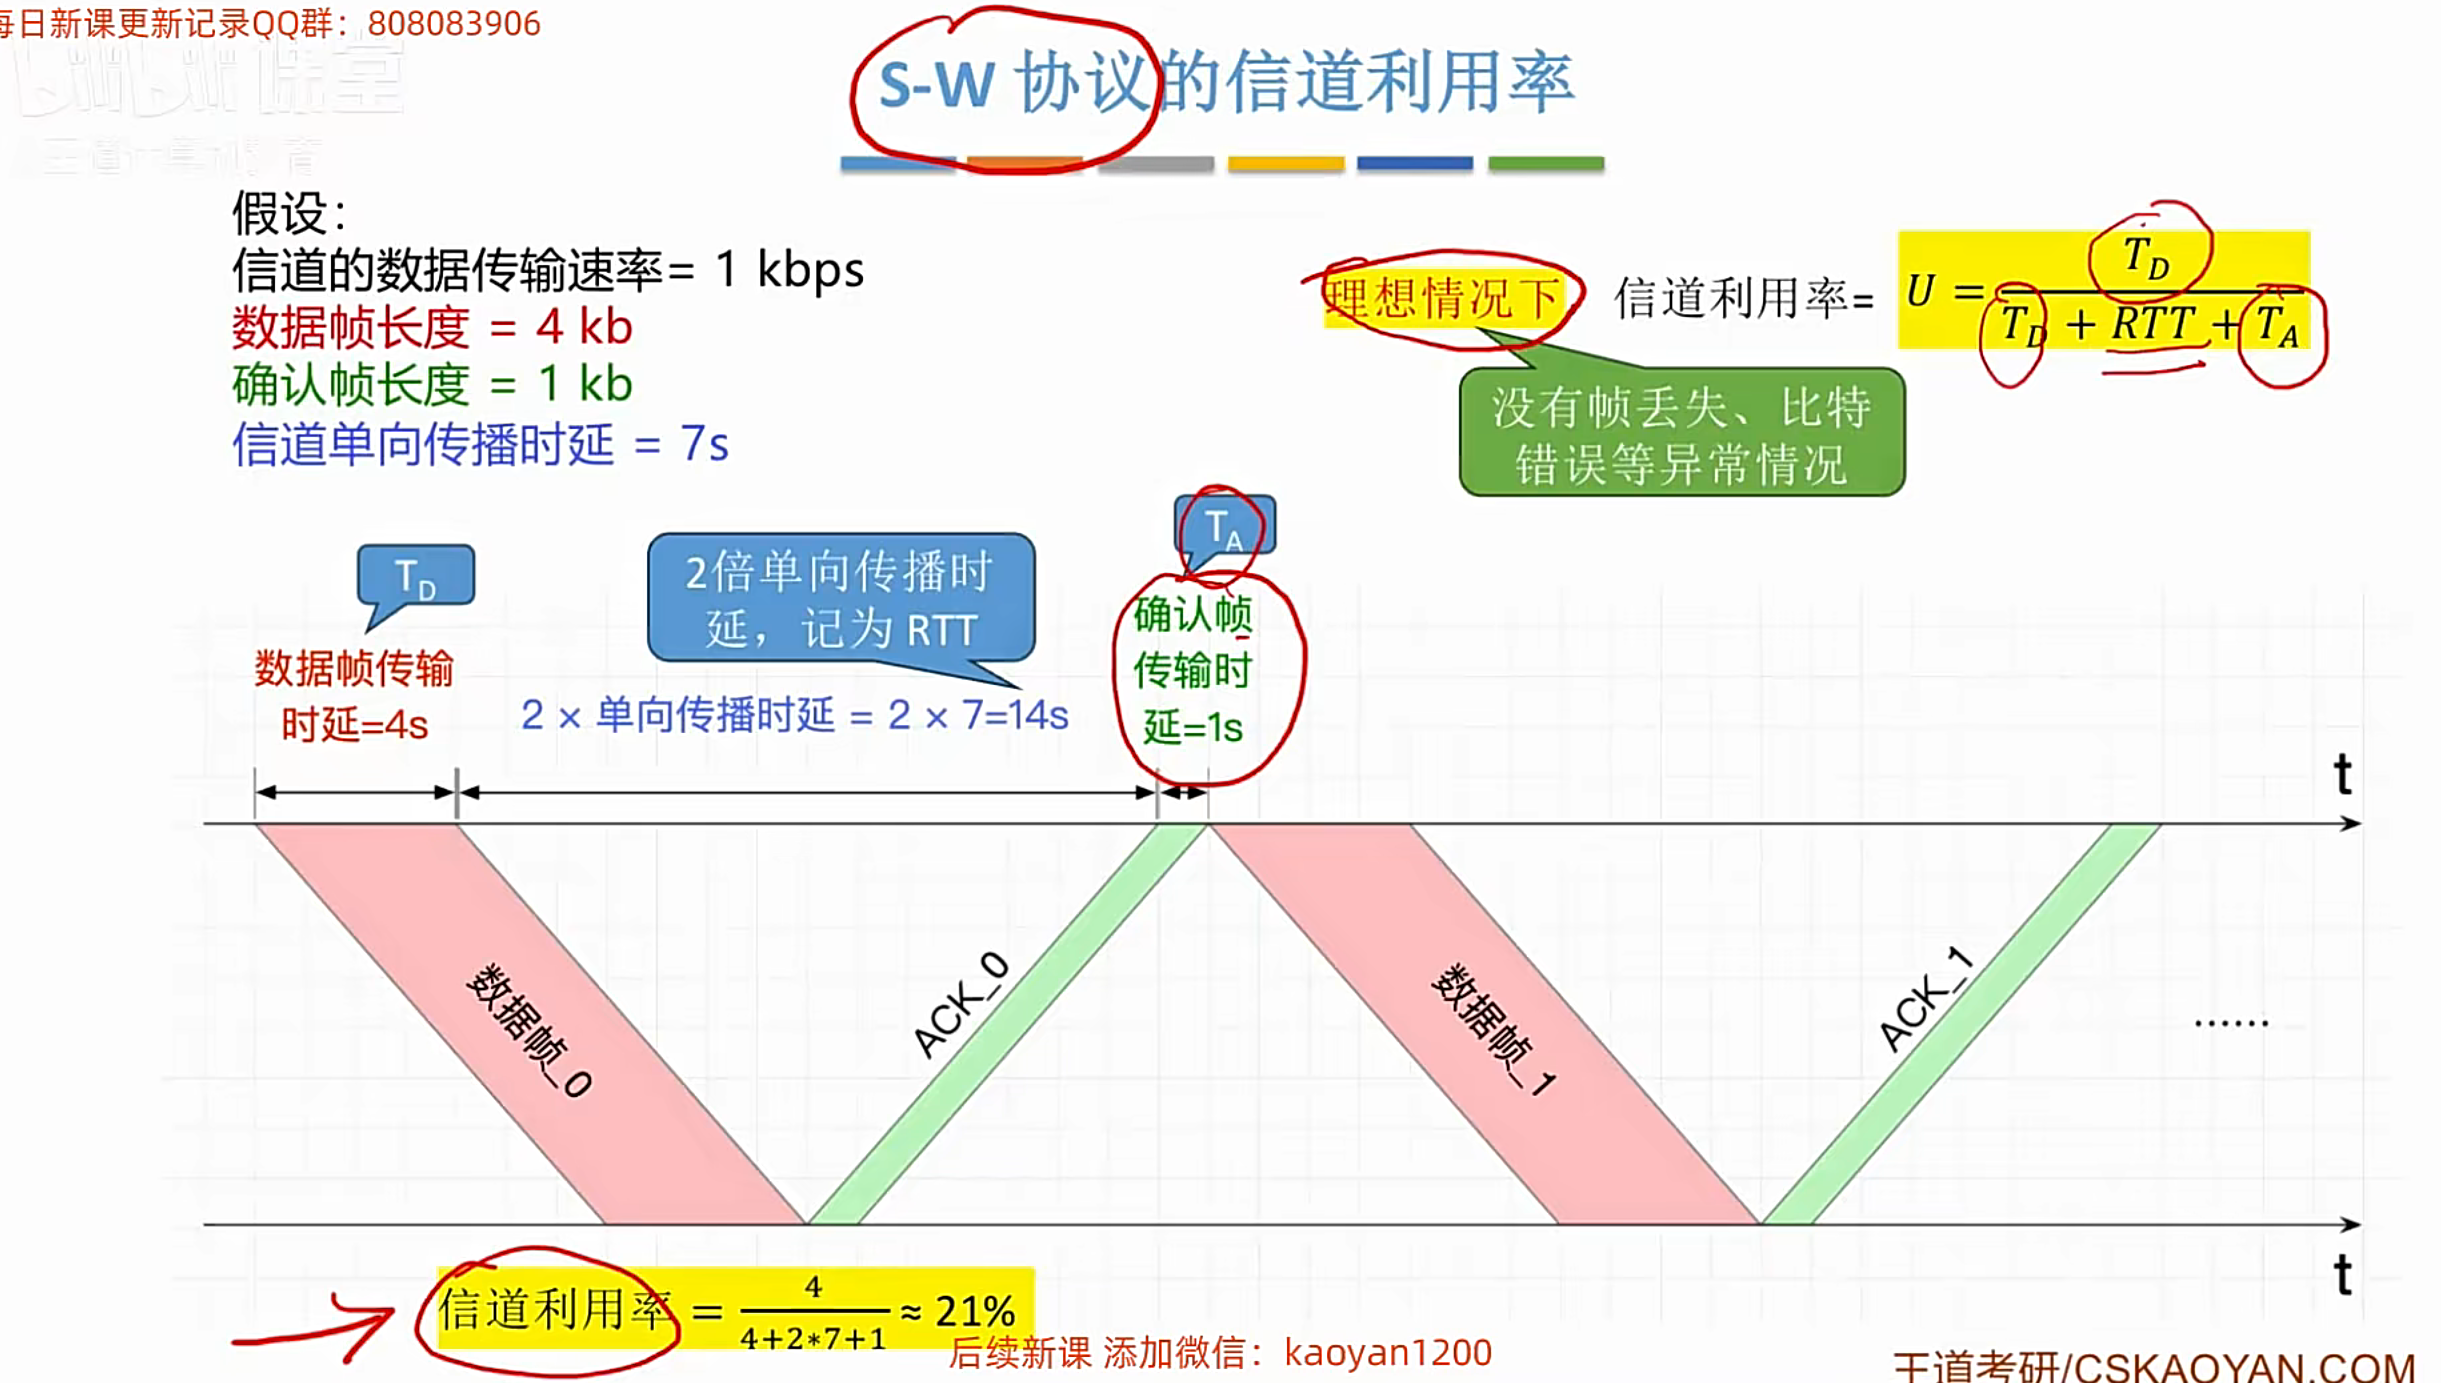 每日新课更新记录QQ群：808083906
bilibili 课堂
S-W 协议的信道利用率
假设：
信道的数据传输速率= 1 kbps
数据帧长度 = 4 kb
确认帧长度 = 1 kb
信道单向传播时延 = 7s
理想情况下 信道利用率= U = T_D / (T_D + RTT + T_A)
没有帧丢失、比特
错误等异常情况
T_D
2倍单向传播时
延，记为 RTT
T_A
数据帧传输
时延=4s
2 × 单向传播时延 = 2 × 7=14s
确认帧
传输时
延=1s
t
数据帧_0
ACK_0
数据帧_1
ACK_1
……
t
信道利用率 = 4 / (4+2*7+1) ≈ 21%
后续新课 添加微信：kaoyan1200
王道考研/CSKAOYAN.COM